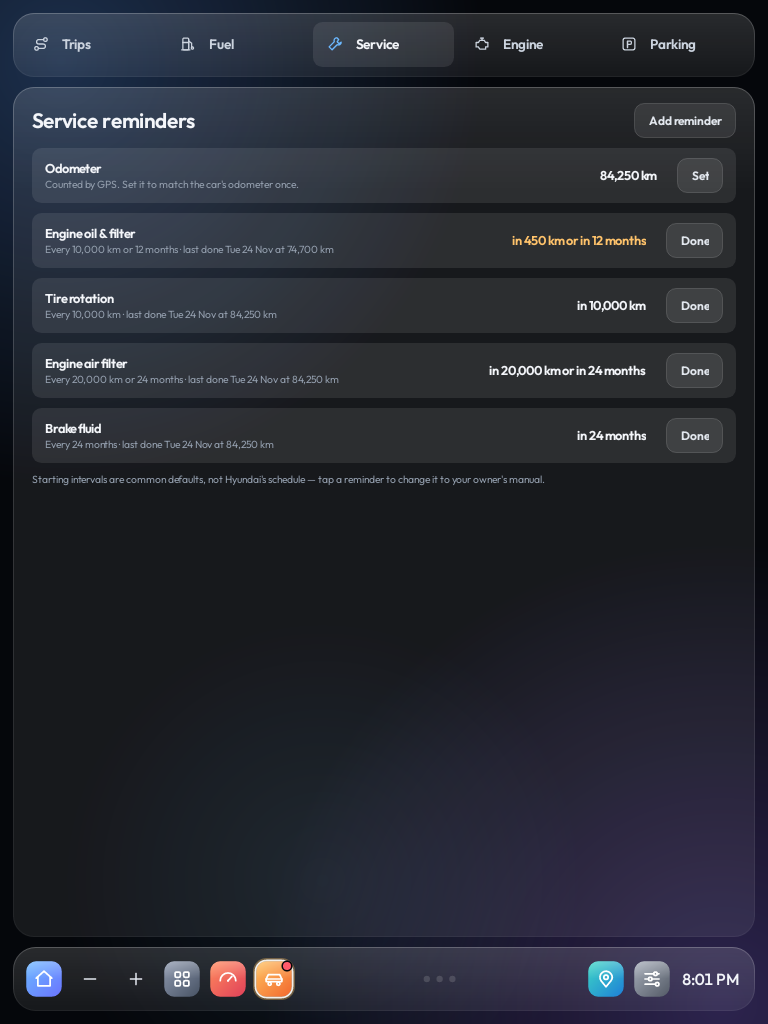 Trips
Fuel
Service
Engine
Parking
Service reminders
Add reminder
Odometer
Counted by GPS. Set it to match the car's odometer once.
84,250 km
Set
Engine oil & filter
Every 10,000 km or 12 months · last done Tue 24 Nov at 74,700 km
in 450 km or in 12 months
Done
Tire rotation
Every 10,000 km · last done Tue 24 Nov at 84,250 km
in 10,000 km
Done
Engine air filter
Every 20,000 km or 24 months · last done Tue 24 Nov at 84,250 km
in 20,000 km or in 24 months
Done
Brake fluid
Every 24 months · last done Tue 24 Nov at 84,250 km
in 24 months
Done
Starting intervals are common defaults, not Hyundai's schedule — tap a reminder to change it to your owner's manual.
8:01 PM